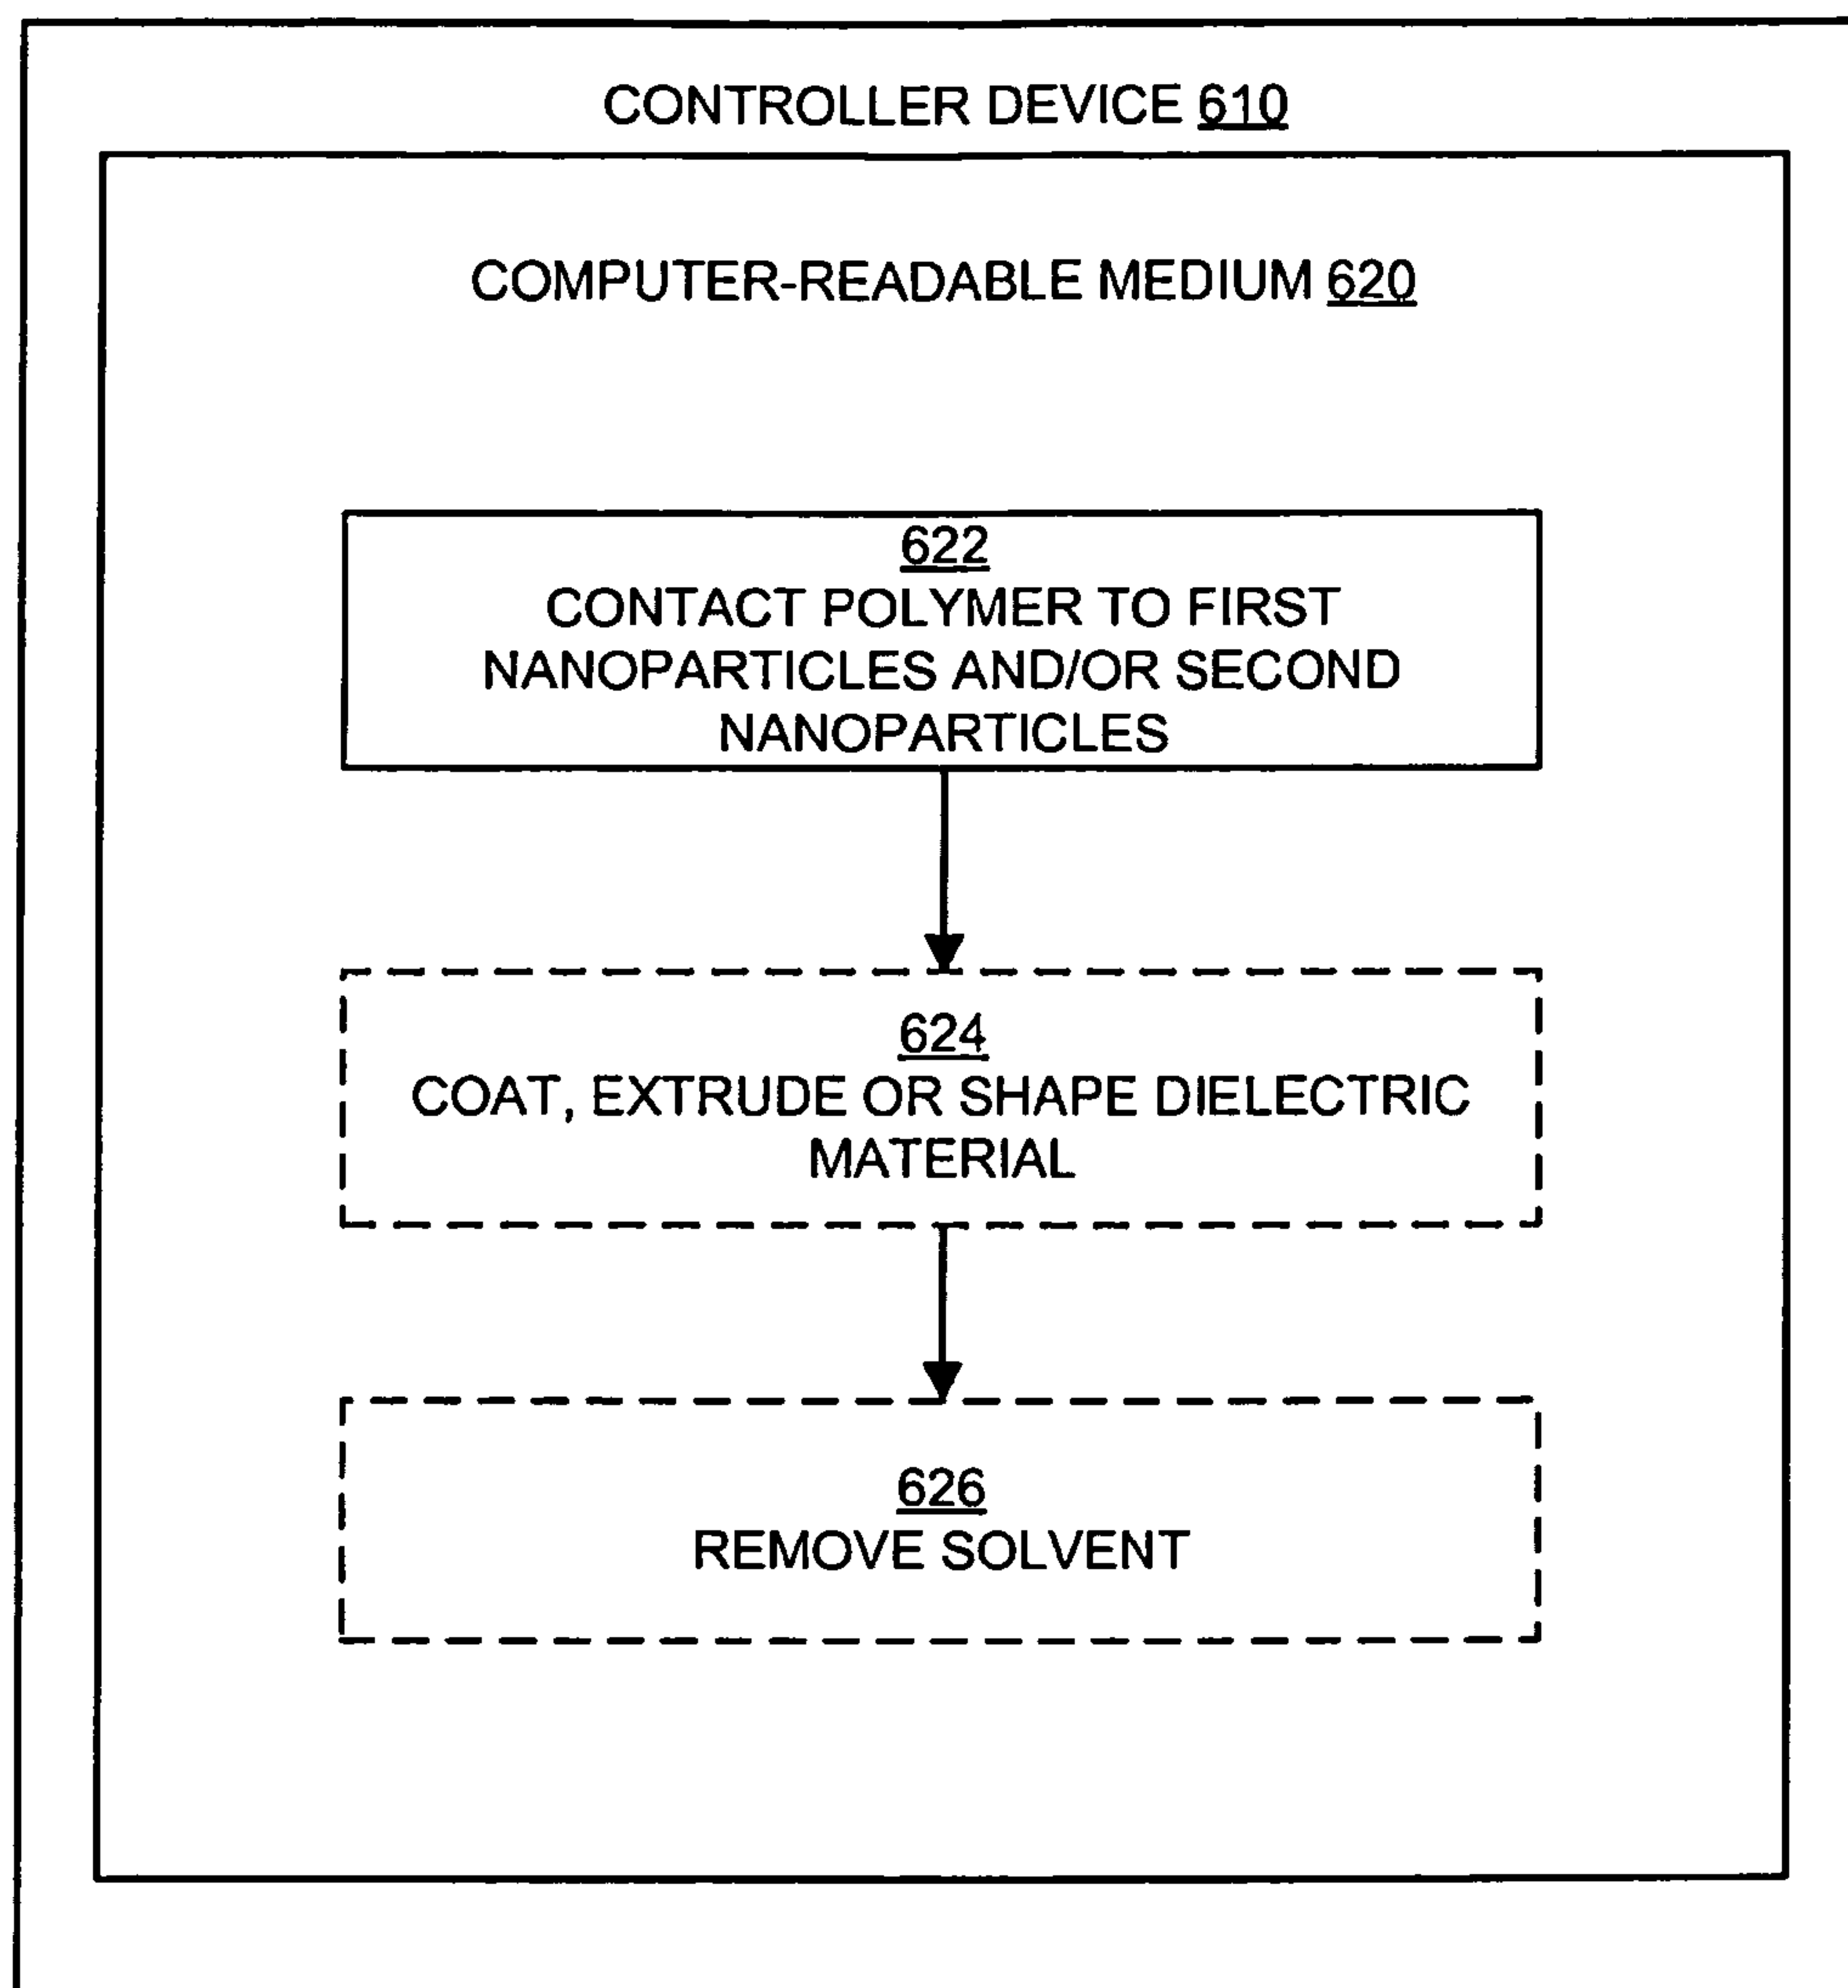 CONTROLLER DEVICE 610
COMPUTER-READABLE MEDIUM 620
622
CONTACT POLYMER TO FIRST
NANOPARTICLES AND/OR SECOND
NANOPARTICLES
624
COAT, EXTRUDE OR SHAPE DIELECTRIC
MATERIAL
626
REMOVE SOLVENT